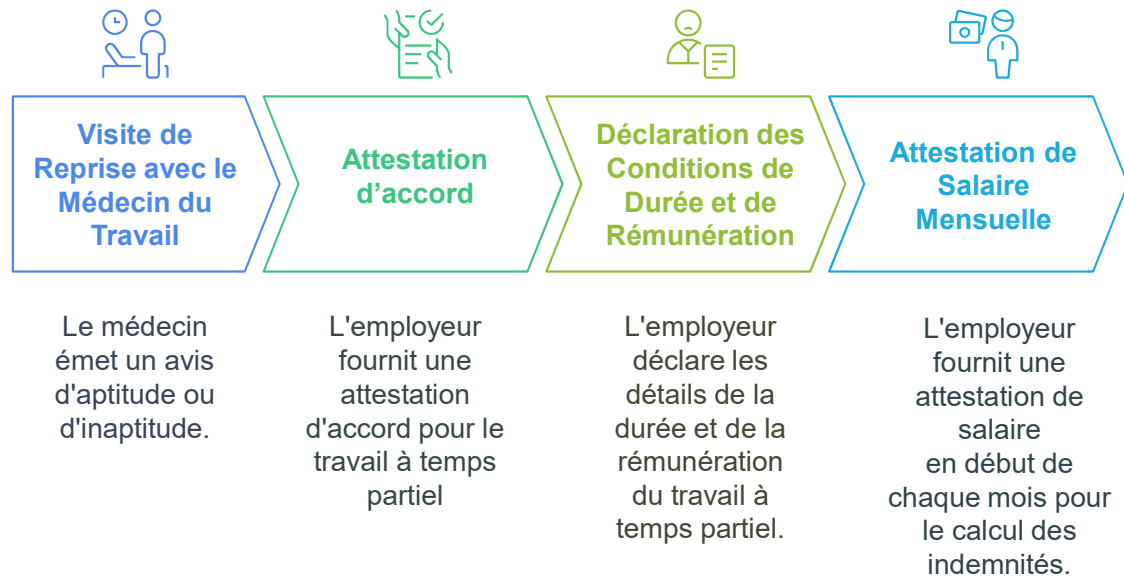 Visite de
Reprise avec le
Médecin du
Travail
Attestation
d’accord
Déclaration des
Conditions de
Durée et de
Rémunération
Attestation de
Salaire
Mensuelle
Le médecin
émet un avis
d'aptitude ou
d'inaptitude.
L'employeur
fournit une
attestation
d'accord pour le
travail à temps
partiel
L'employeur
déclare les
détails de la
durée et de la
rémunération
du travail à
temps partiel.
L'employeur
fournit une
attestation de
salaire
en début de
chaque mois pour
le calcul des
indemnités.